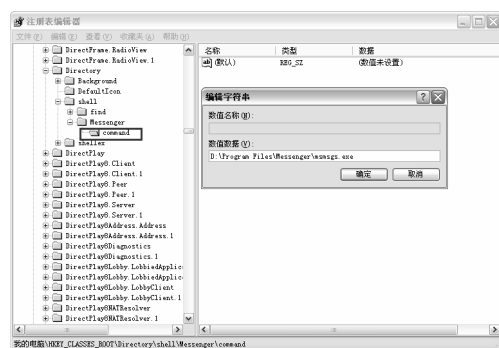 注册表编辑器
文件(F) 编辑(E) 查看(V) 收藏夹(A) 帮助(H)
DirectFrame.RadioView
DirectFrame.RadioView.1
Directory
Background
DefaultIcon
shell
find
Messenger
command
shellex
DirectPlay
DirectPlay8.Client
DirectPlay8.Client.1
DirectPlay8.Peer
DirectPlay8.Peer.1
DirectPlay8.Server
DirectPlay8.Server.1
DirectPlay8Address.Address
DirectPlay8Address.Address.1
DirectPlay8Diagnostics
DirectPlay8Diagnostics.1
DirectPlay8Lobby.LobbiedApplic
DirectPlay8Lobby.LobbiedApplic
DirectPlay8Lobby.LobbyClient
DirectPlay8Lobby.LobbyClient.1
DirectPlay8NATResolver
DirectPlay8NATResolver.1
名称 类型 数据
ab (默认) REG_SZ (数值未设置)
编辑字符串
数值名称(N):
数值数据(V):
D:\Program Files\Messenger\msmsgs.exe
确定 取消
我的电脑\HKEY_CLASSES_ROOT\Directory\shell\Messenger\command